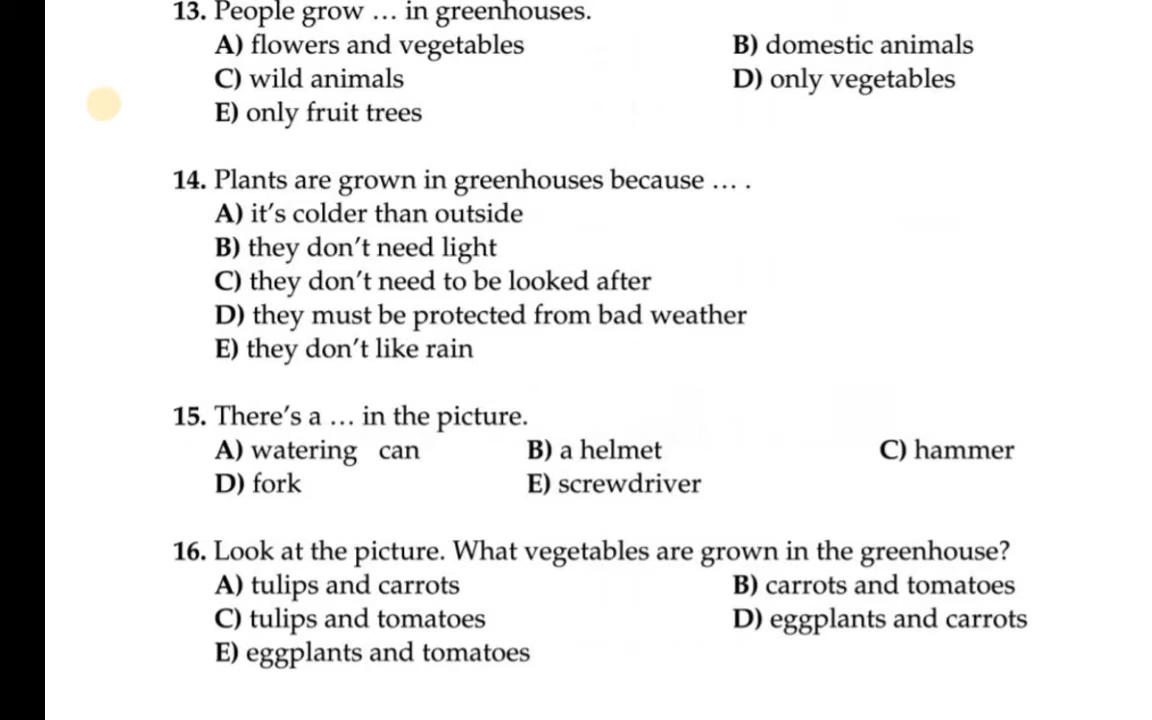 13. People grow … in greenhouses.
A) flowers and vegetables B) domestic animals
C) wild animals D) only vegetables
E) only fruit trees
14. Plants are grown in greenhouses because … .
A) it's colder than outside
B) they don't need light
C) they don't need to be looked after
D) they must be protected from bad weather
E) they don't like rain
15. There's a … in the picture.
A) watering can B) a helmet C) hammer
D) fork E) screwdriver
16. Look at the picture. What vegetables are grown in the greenhouse?
A) tulips and carrots B) carrots and tomatoes
C) tulips and tomatoes D) eggplants and carrots
E) eggplants and tomatoes